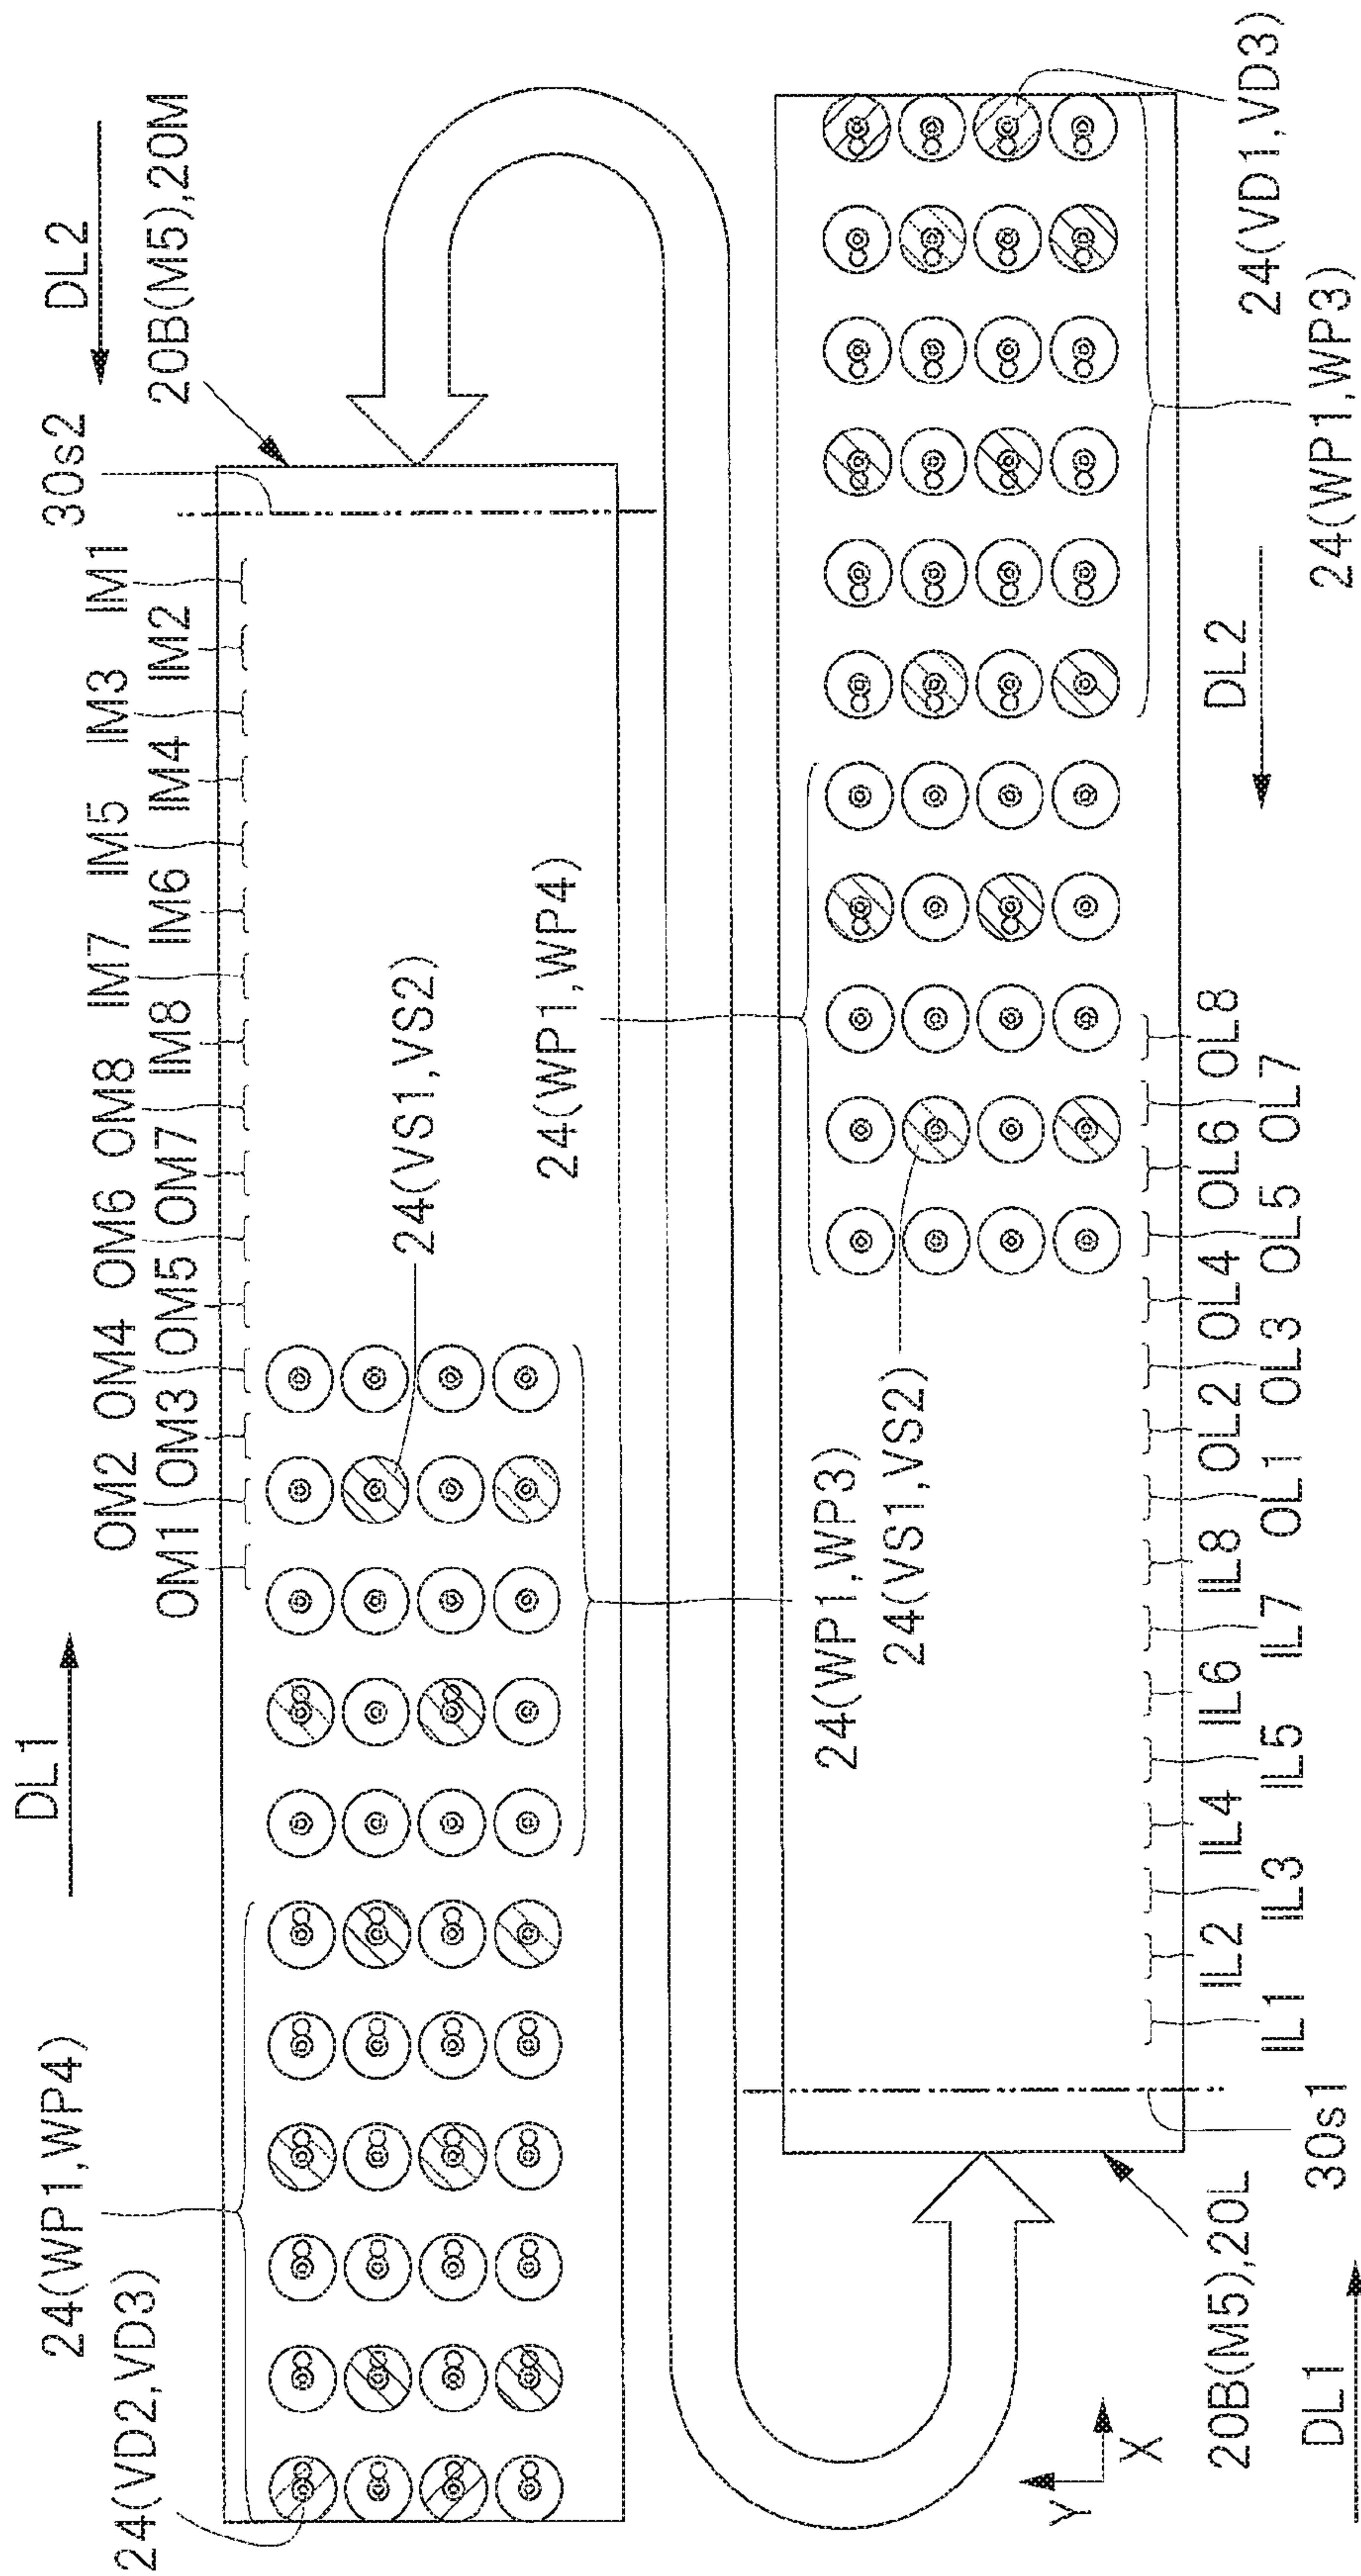 DL1
DL2
24(WP1,WP4)
24(VD2,VD3)
OM2 OM4 OM6 OM8 IM7 IM5 IM3 IM1
OM1 OM3 OM5 OM7 IM8 IM6 IM4 IM2
30s2
20B(M5),20M
24(VS1,VS2)
24(WP1,WP4)
24(WP1,WP3)
24(VS1,VS2)
Y
X
20B(M5),20L
IL2 IL4 IL6 IL8 OL2 OL4 OL6 OL8
IL1 IL3 IL5 IL7 OL1 OL3 OL5 OL7
30s1
DL1
DL2
24(VD1,VD3)
24(WP1,WP3)